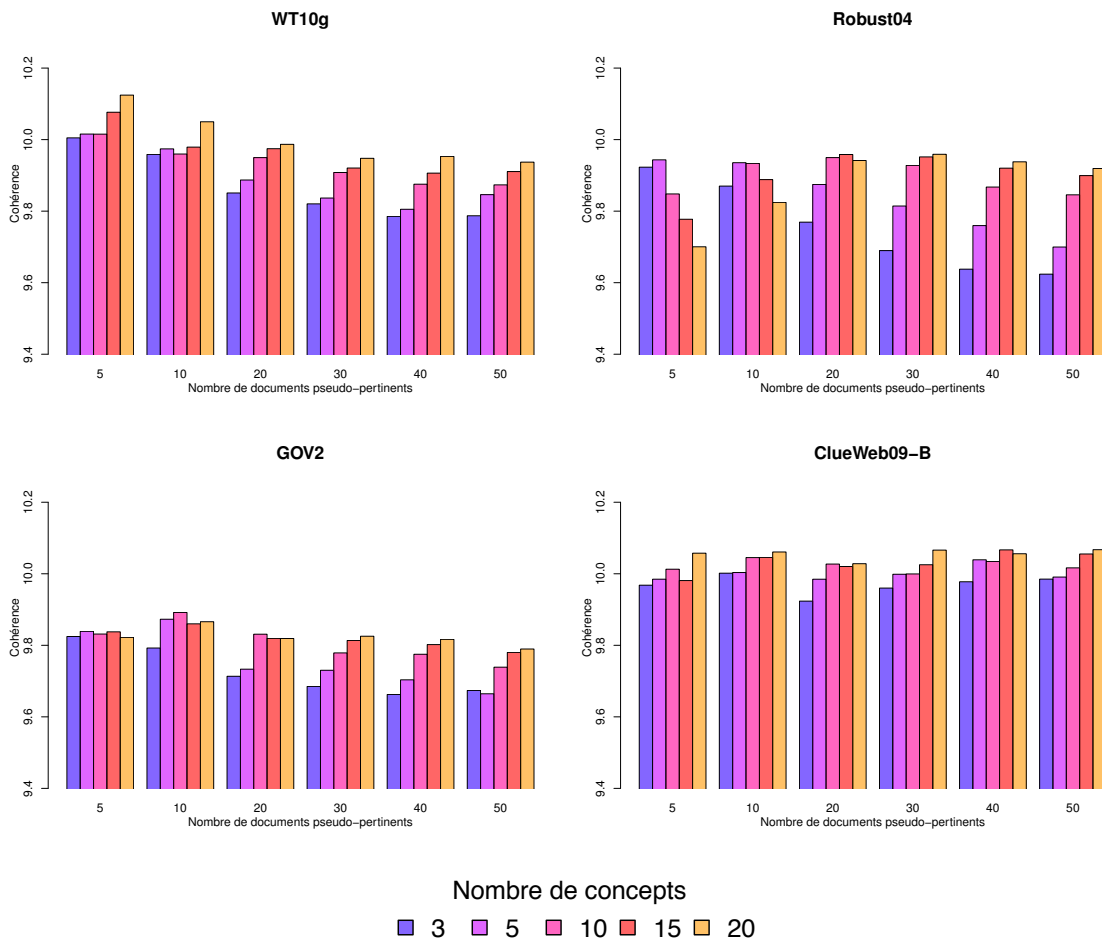 WT10g
Cohérence
9.4 9.6 9.8 10.0 10.2
5 10 20 30 40 50
Nombre de documents pseudo−pertinents
Robust04
Cohérence
9.4 9.6 9.8 10.0 10.2
5 10 20 30 40 50
Nombre de documents pseudo−pertinents
GOV2
Cohérence
9.4 9.6 9.8 10.0 10.2
5 10 20 30 40 50
Nombre de documents pseudo−pertinents
ClueWeb09−B
Cohérence
9.4 9.6 9.8 10.0 10.2
5 10 20 30 40 50
Nombre de documents pseudo−pertinents
Nombre de concepts
3 5 10 15 20